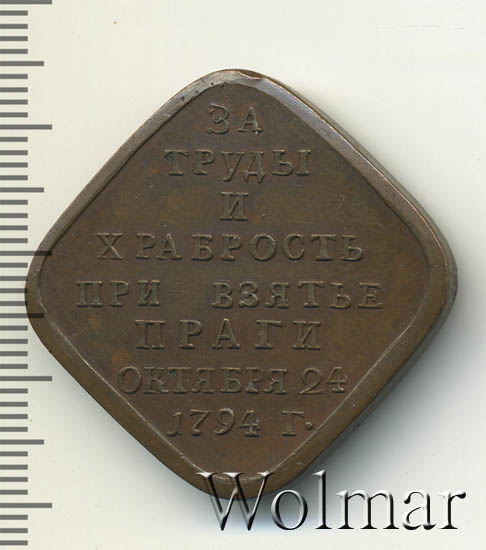 ЗА
ТРУДЫ
И
ХРАБРОСТЬ
ПРИ ВЗЯТЬЕ
ПРАГИ
ОКТЯБРЯ 24
1794 Г.
Wolmar